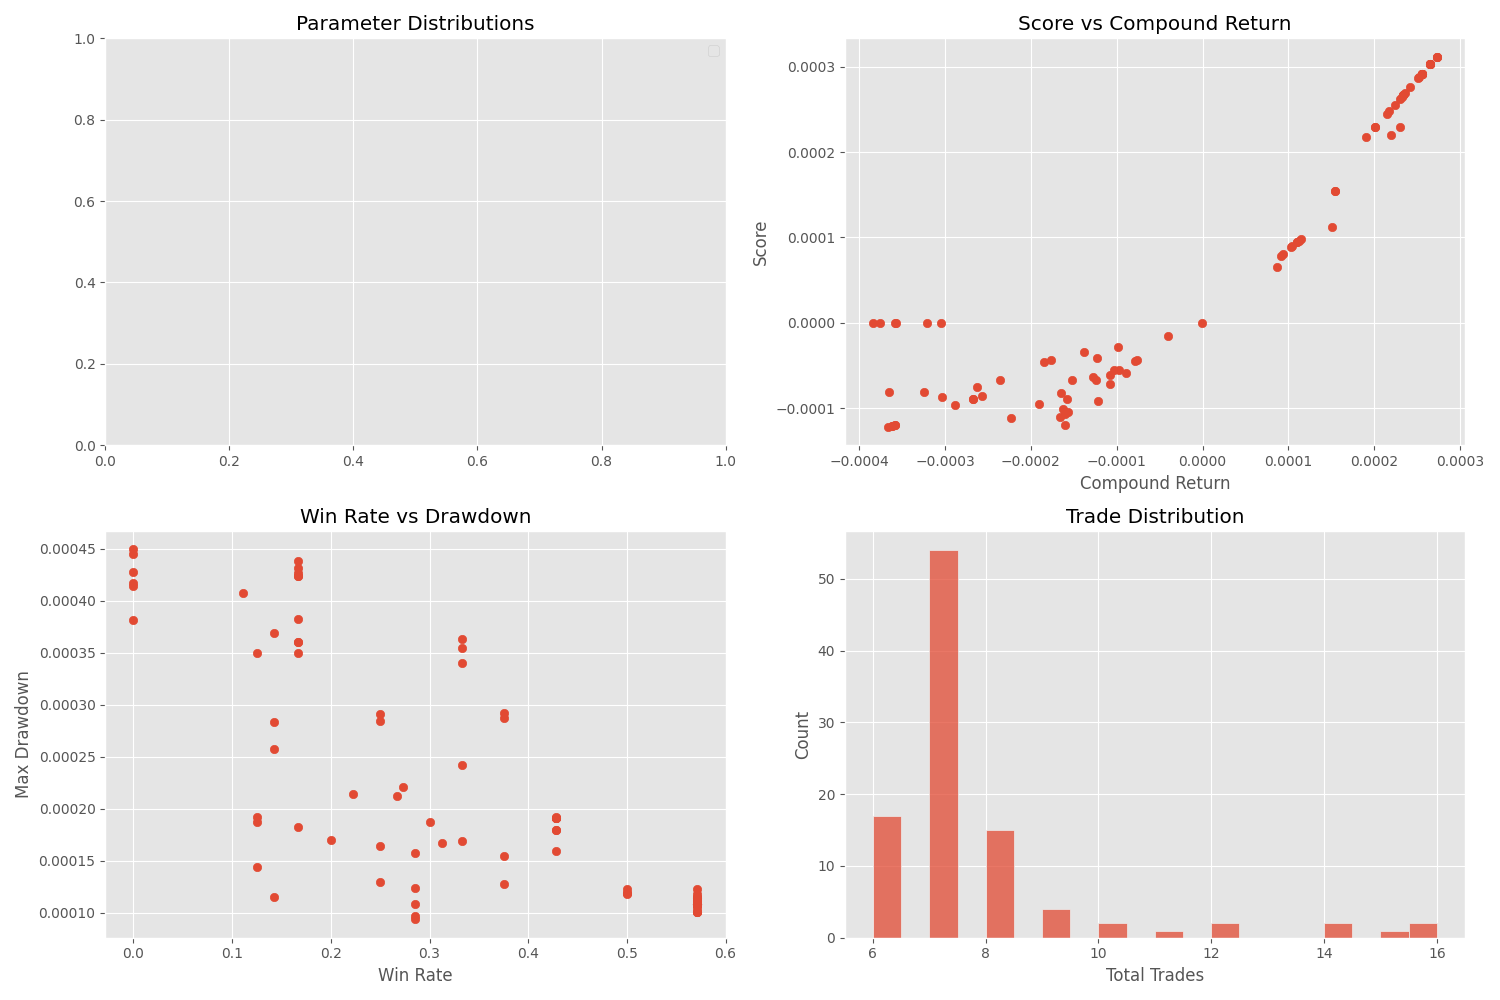 Parameter Distributions
1.0
0.8
0.6
0.4
0.2
0.0
0.0 0.2 0.4 0.6 0.8 1.0
Score vs Compound Return
Score
0.0003
0.0002
0.0001
0.0000
−0.0001
−0.0004 −0.0003 −0.0002 −0.0001 0.0000 0.0001 0.0002 0.0003
Compound Return
Win Rate vs Drawdown
Max Drawdown
0.00045
0.00040
0.00035
0.00030
0.00025
0.00020
0.00015
0.00010
0.0 0.1 0.2 0.3 0.4 0.5 0.6
Win Rate
Trade Distribution
Count
50
40
30
20
10
0
6 8 10 12 14 16
Total Trades